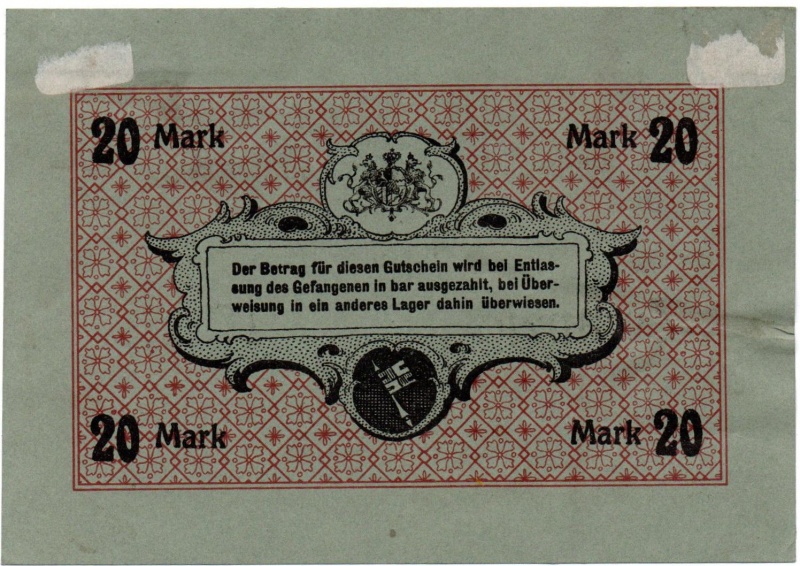 20 Mark
Mark 20
Der Betrag für diesen Gutschein wird bei Entlas-
sung des Gefangenen in bar ausgezahlt, bei Über-
weisung in ein anderes Lager dahin überwiesen.
20 Mark
Mark 20